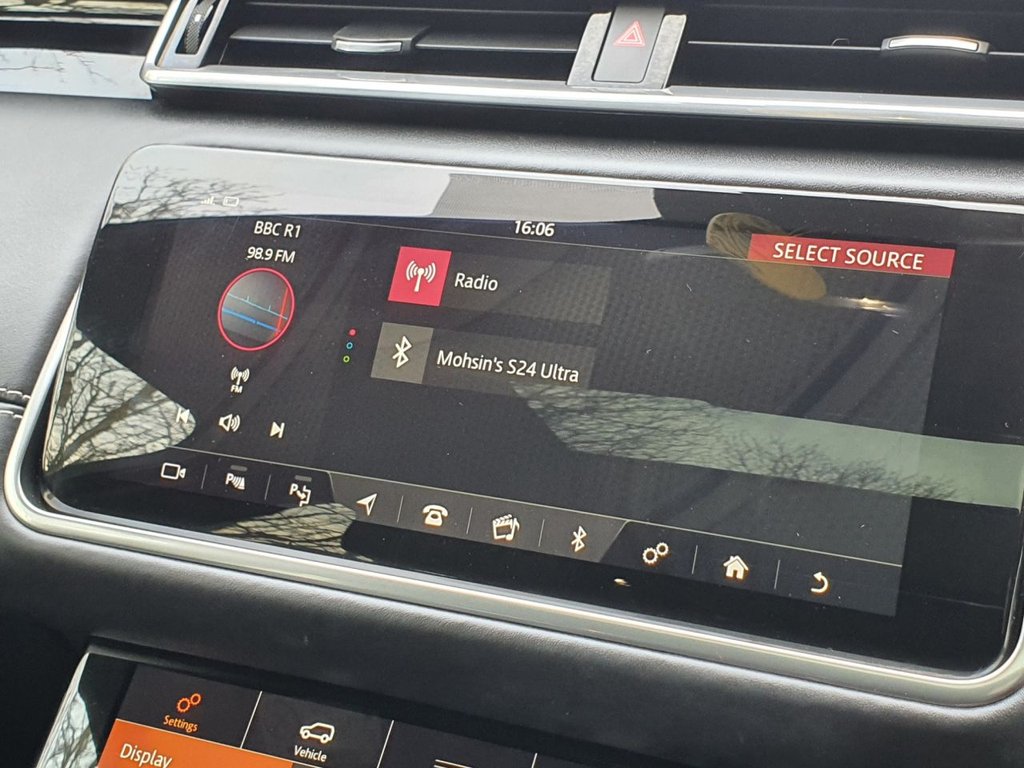 BBC R1
16:06
98.9 FM
SELECT SOURCE
Radio
Mohsin's S24 Ultra
FM
P
P
Settings
Vehicle
Display